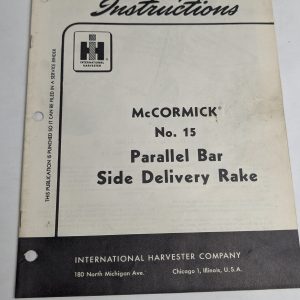 Instructions
IH
INTERNATIONAL
HARVESTER
THIS PUBLICATION IS PUNCHED SO IT CAN BE FILED IN A SERVICE BINDER
McCORMICK®
No. 15
Parallel Bar
Side Delivery Rake
INTERNATIONAL HARVESTER COMPANY
180 North Michigan Ave. Chicago 1, Illinois, U.S.A.